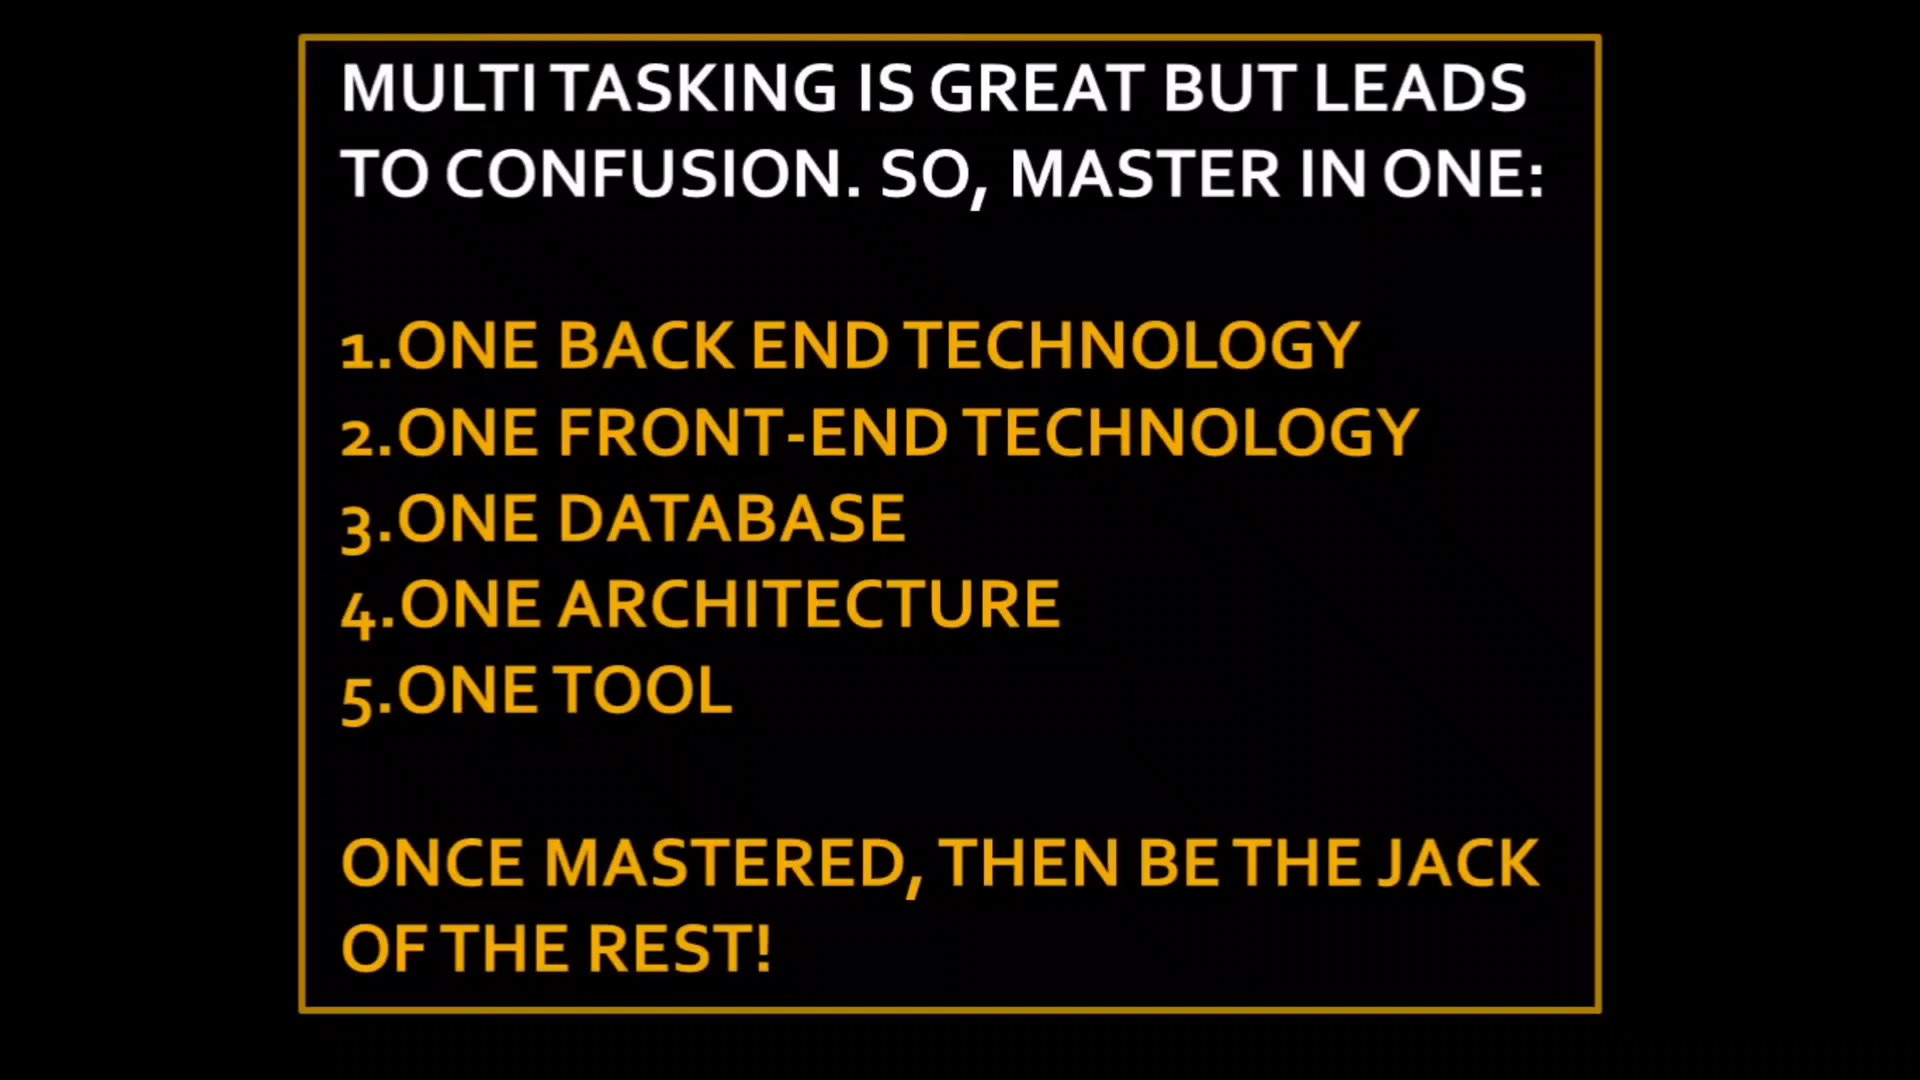 MULTI TASKING IS GREAT BUT LEADS
TO CONFUSION. SO, MASTER IN ONE:
1.ONE BACK END TECHNOLOGY
2.ONE FRONT-END TECHNOLOGY
3.ONE DATABASE
4.ONE ARCHITECTURE
5.ONE TOOL
ONCE MASTERED, THEN BE THE JACK
OF THE REST!